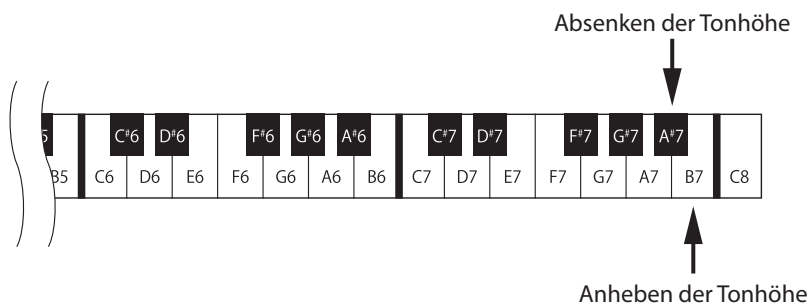 Absenken der Tonhöhe
C#6 D#6 F#6 G#6 A#6 C#7 D#7 F#7 G#7 A#7
B5 C6 D6 E6 F6 G6 A6 B6 C7 D7 E7 F7 G7 A7 B7 C8
Anheben der Tonhöhe